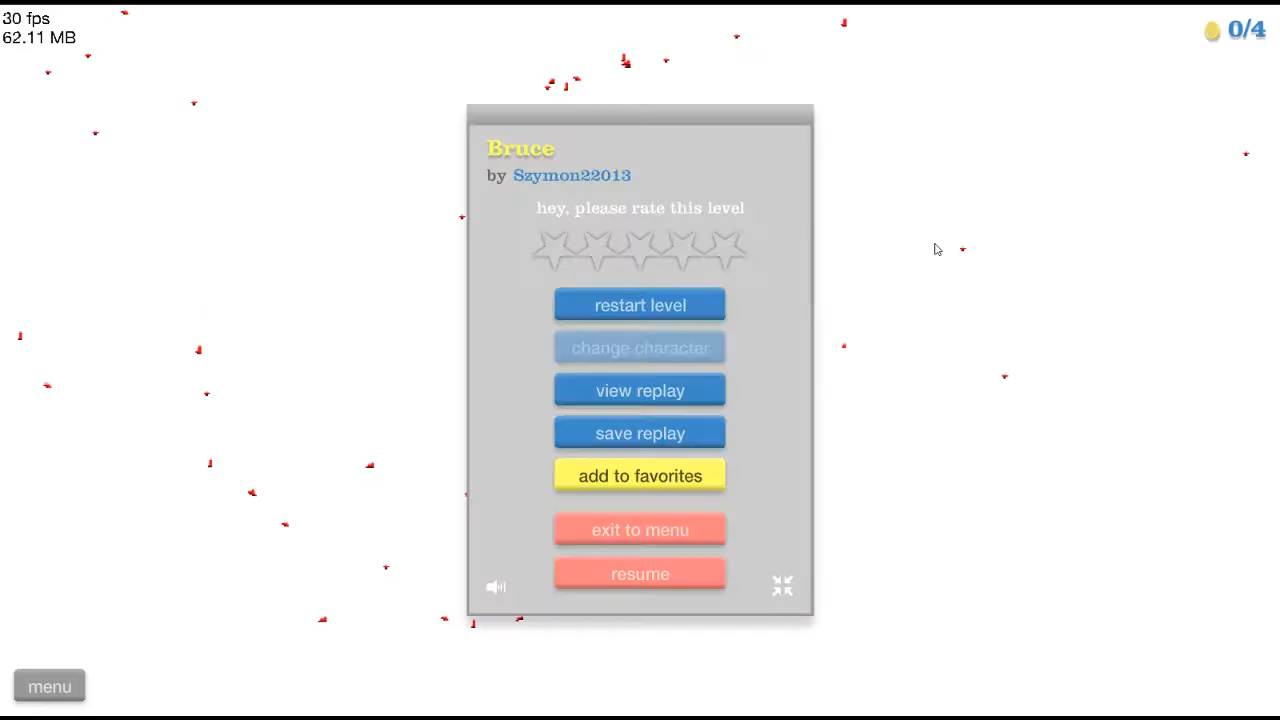 30 fps
62.11 MB
0/4
Bruce
by Szymon22013
hey, please rate this level
restart level
change character
view replay
save replay
add to favorites
exit to menu
resume
menu